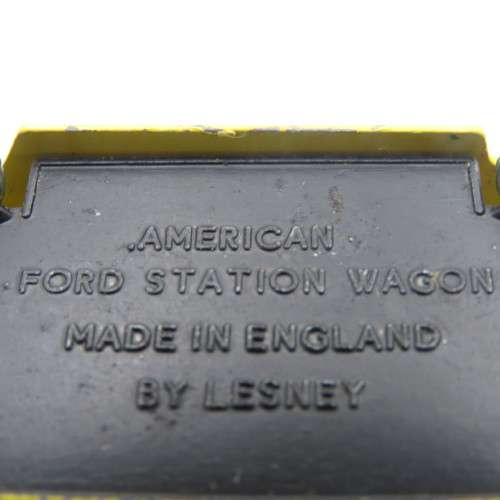 AMERICAN
FORD STATION WAGON
MADE IN ENGLAND
BY LESNEY